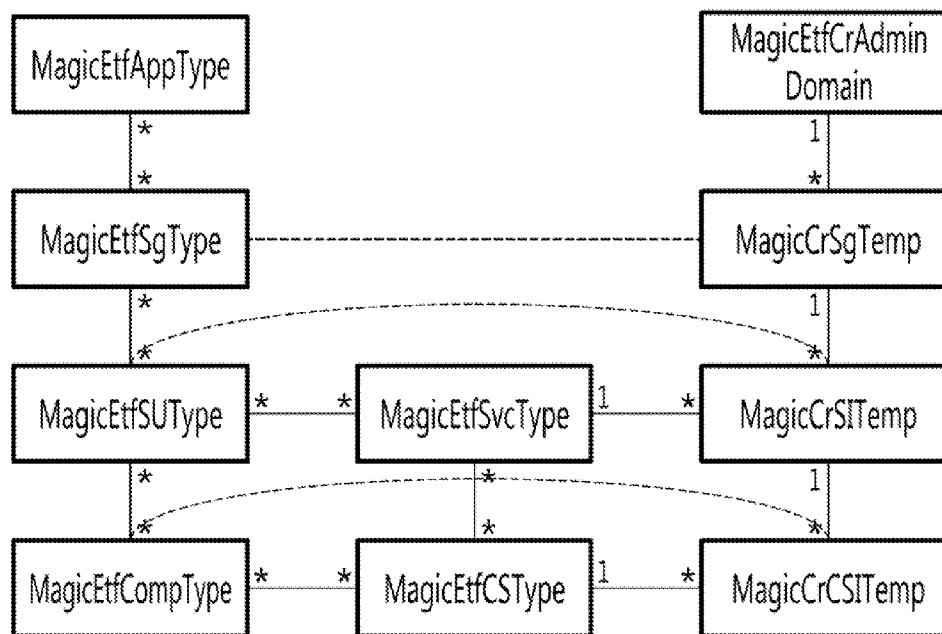 MagicEtfAppType
MagicEtfCrAdmin
Domain
*
1
*
*
MagicEtfSgType
MagicCrSgTemp
*
1
*
*
MagicEtfSUType
*
*
MagicEtfSvcType
1
*
MagicCrSITemp
*
*
1
*
*
*
MagicEtfCompType
*
*
MagicEtfCSType
1
*
MagicCrCSITemp